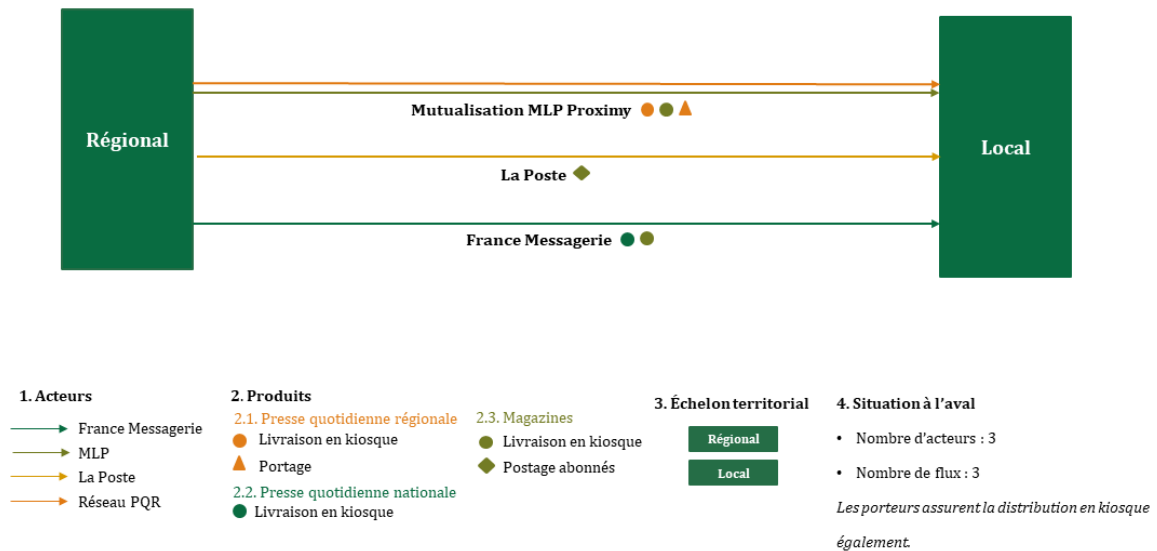 Régional
Local
Mutualisation MLP Proximy
La Poste
France Messagerie
1. Acteurs
France Messagerie
MLP
La Poste
Réseau PQR
2. Produits
2.1. Presse quotidienne régionale
Livraison en kiosque
Portage
2.2. Presse quotidienne nationale
Livraison en kiosque
2.3. Magazines
Livraison en kiosque
Postage abonnés
3. Échelon territorial
Régional
Local
4. Situation à l’aval
• Nombre d'acteurs : 3
• Nombre de flux : 3
Les porteurs assurent la distribution en kiosque
également.